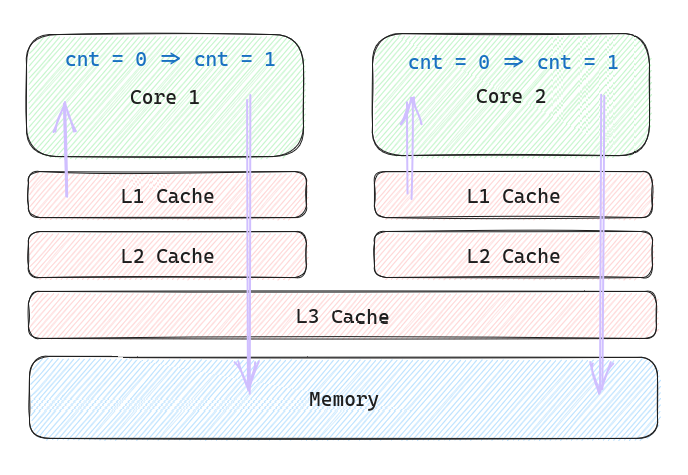 cnt = 0 ⇒ cnt = 1
Core 1
cnt = 0 ⇒ cnt = 1
Core 2
L1 Cache
L1 Cache
L2 Cache
L2 Cache
L3 Cache
Memory